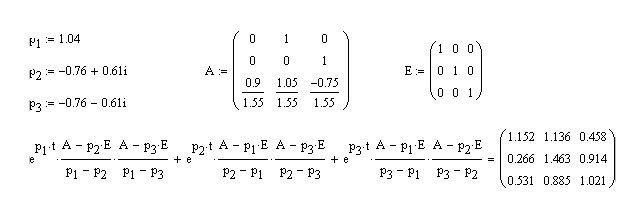 p₁ := 1.04
p₂ := −0.76 + 0.61i
p₃ := −0.76 − 0.61i
A := ( 0 1 0
0 0 1
0.9/1.55 1.05/1.55 −0.75/1.55 )
E := ( 1 0 0
0 1 0
0 0 1 )
e^(p₁·t) · (A − p₂·E)/(p₁ − p₂) · (A − p₃·E)/(p₁ − p₃) + e^(p₂·t) · (A − p₁·E)/(p₂ − p₁) · (A − p₃·E)/(p₂ − p₃) + e^(p₃·t) · (A − p₁·E)/(p₃ − p₁) · (A − p₂·E)/(p₃ − p₂) = ( 1.152 1.136 0.458
0.266 1.463 0.914
0.531 0.885 1.021 )